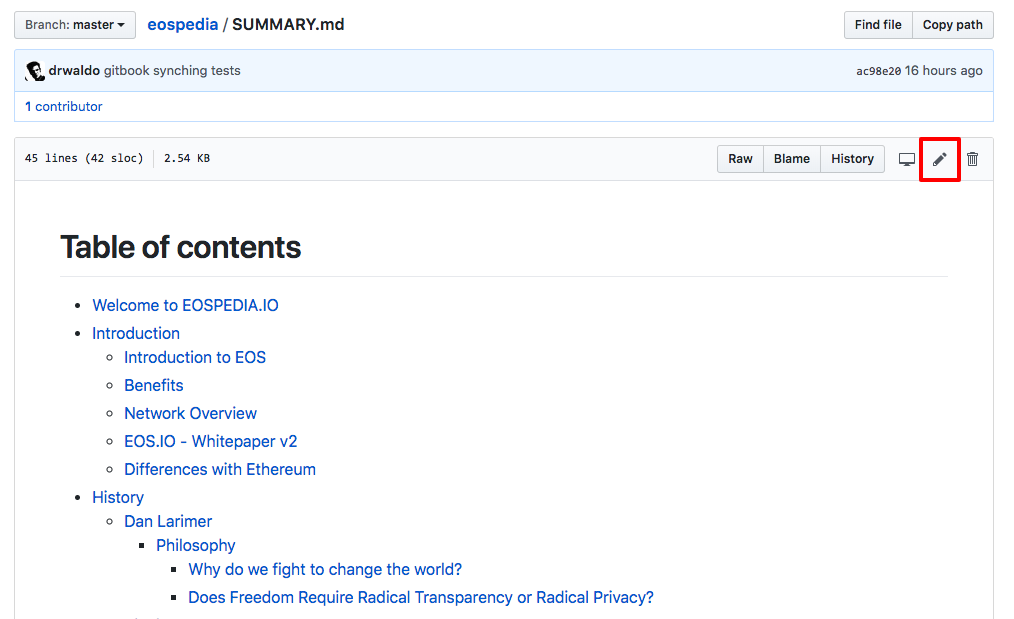 Branch: master eospedia / SUMMARY.md Find file Copy path
drwaldo gitbook synching tests ac98e20 16 hours ago
1 contributor
45 lines (42 sloc) 2.54 KB Raw Blame History
Table of contents
Welcome to EOSPEDIA.IO
Introduction
Introduction to EOS
Benefits
Network Overview
EOS.IO - Whitepaper v2
Differences with Ethereum
History
Dan Larimer
Philosophy
Why do we fight to change the world?
Does Freedom Require Radical Transparency or Radical Privacy?